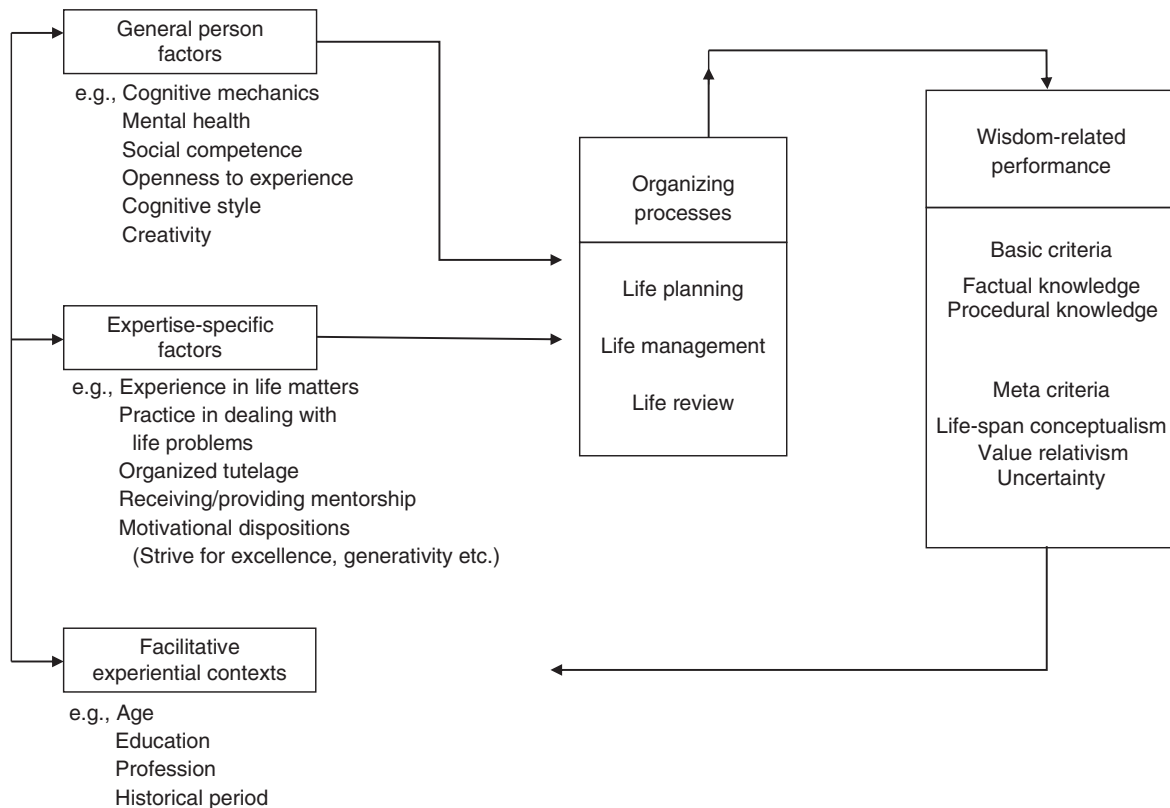 General person
factors
e.g., Cognitive mechanics
Mental health
Social competence
Openness to experience
Cognitive style
Creativity
Expertise-specific
factors
e.g., Experience in life matters
Practice in dealing with
life problems
Organized tutelage
Receiving/providing mentorship
Motivational dispositions
(Strive for excellence, generativity etc.)
Facilitative
experiential contexts
e.g., Age
Education
Profession
Historical period
Organizing
processes
Life planning
Life management
Life review
Wisdom-related
performance
Basic criteria
Factual knowledge
Procedural knowledge
Meta criteria
Life-span conceptualism
Value relativism
Uncertainty